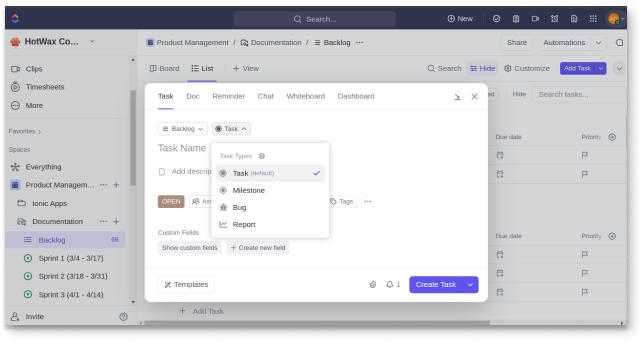 Search...
New
HotWax Co...
Product Management / Documentation / Backlog ...
Share
Automations
Clips
Timesheets
More
Board
List
+ View
Search
Hide
Customize
Add Task
Favorites >
Spaces
Everything
Product Managem... ... +
Ionic Apps
Documentation ... +
Backlog 68
Sprint 1 (3/4 - 3/17)
Sprint 2 (3/18 - 3/31)
Sprint 3 (4/1 - 4/14)
Invite
Task
Doc
Reminder
Chat
Whiteboard
Dashboard
Backlog
Task
Task Name
Add descrip
Task Types
Task (default)
Milestone
Bug
Report
OPEN
Ass
Tags
...
Custom Fields
Show custom fields
+ Create new field
Templates
1
Create Task
Hide
Search tasks...
Due date
Priority
Due date
Priority
+ Add Task